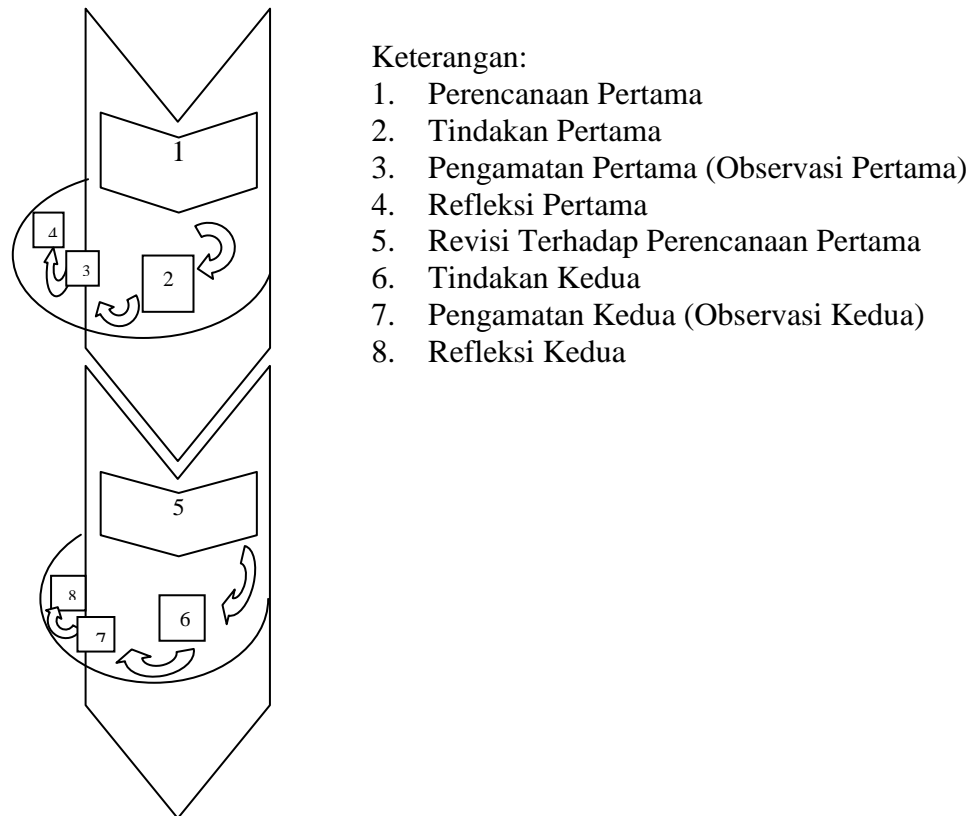 Keterangan:
1. Perencanaan Pertama
2. Tindakan Pertama
3. Pengamatan Pertama (Observasi Pertama)
4. Refleksi Pertama
5. Revisi Terhadap Perencanaan Pertama
6. Tindakan Kedua
7. Pengamatan Kedua (Observasi Kedua)
8. Refleksi Kedua
1
4
3
2
5
8
6
7